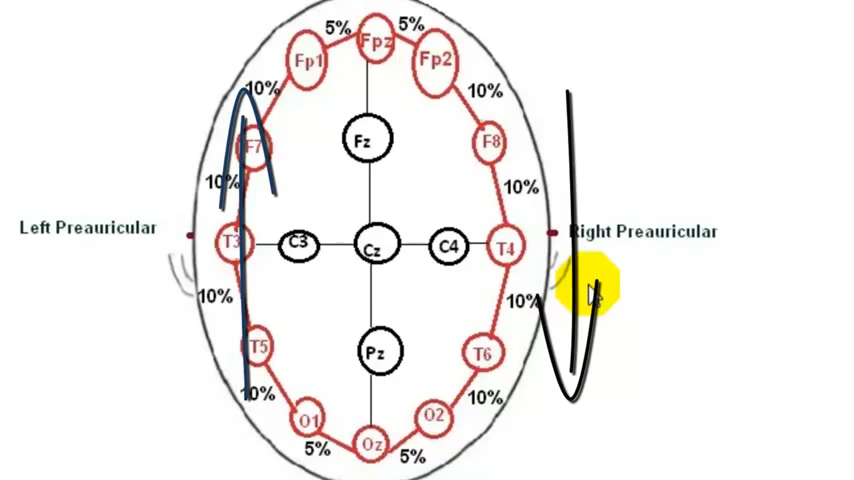 5% 5%
Fp1 Fpz Fp2
10% 10%
F7 Fz F8
10% 10%
Left Preauricular T3 C3 Cz C4 T4 Right Preauricular
10% 10%
T5 Pz T6
10% 10%
O1 Oz O2
5% 5%